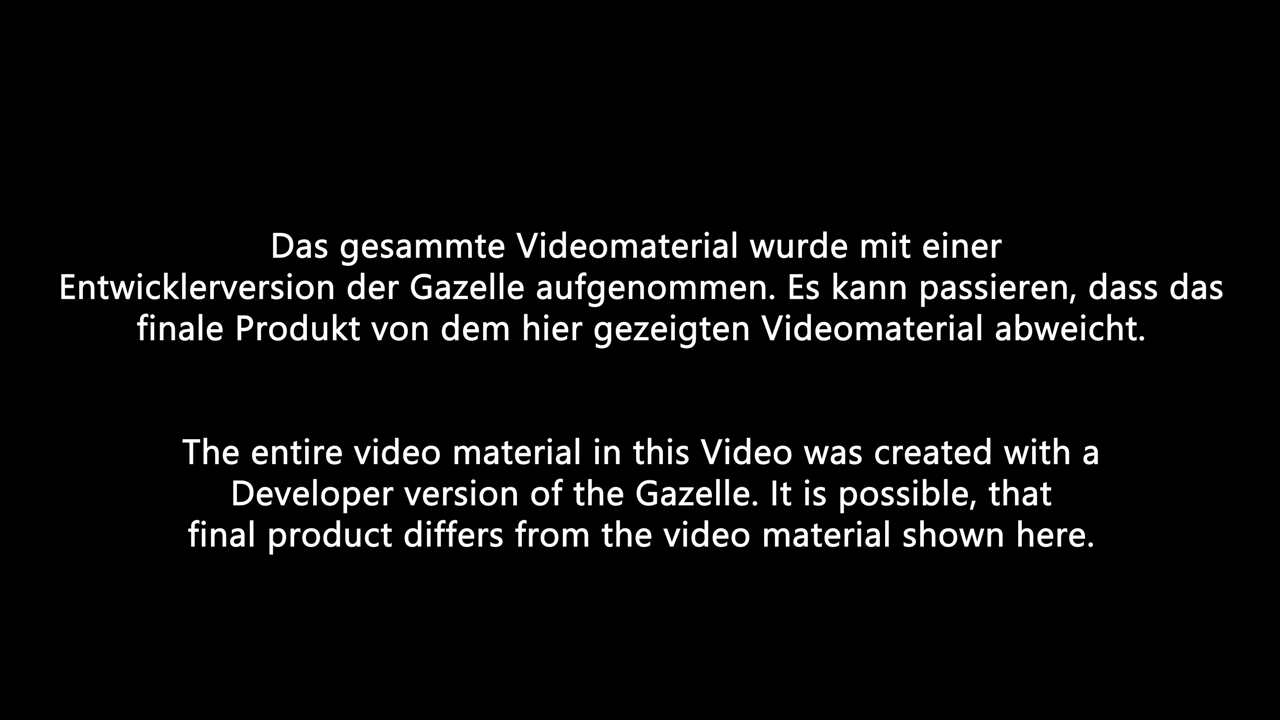 Das gesammte Videomaterial wurde mit einer
Entwicklerversion der Gazelle aufgenommen. Es kann passieren, dass das
finale Produkt von dem hier gezeigten Videomaterial abweicht.
The entire video material in this Video was created with a
Developer version of the Gazelle. It is possible, that
final product differs from the video material shown here.